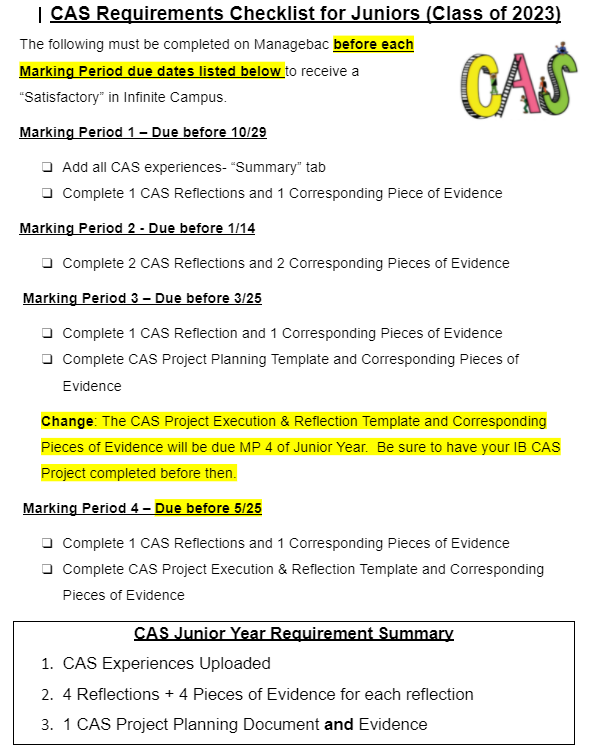 | CAS Requirements Checklist for Juniors (Class of 2023)
The following must be completed on Managebac before each
Marking Period due dates listed below to receive a
“Satisfactory” in Infinite Campus.
CAS
Marking Period 1 – Due before 10/29
❑ Add all CAS experiences- “Summary” tab
❑ Complete 1 CAS Reflections and 1 Corresponding Piece of Evidence
Marking Period 2 - Due before 1/14
❑ Complete 2 CAS Reflections and 2 Corresponding Pieces of Evidence
Marking Period 3 – Due before 3/25
❑ Complete 1 CAS Reflection and 1 Corresponding Pieces of Evidence
❑ Complete CAS Project Planning Template and Corresponding Pieces of
Evidence
Change: The CAS Project Execution & Reflection Template and Corresponding
Pieces of Evidence will be due MP 4 of Junior Year.  Be sure to have your IB CAS
Project completed before then.
Marking Period 4 – Due before 5/25
❑ Complete 1 CAS Reflections and 1 Corresponding Pieces of Evidence
❑ Complete CAS Project Execution & Reflection Template and Corresponding
Pieces of Evidence
CAS Junior Year Requirement Summary
1. CAS Experiences Uploaded
2. 4 Reflections + 4 Pieces of Evidence for each reflection
3. 1 CAS Project Planning Document and Evidence